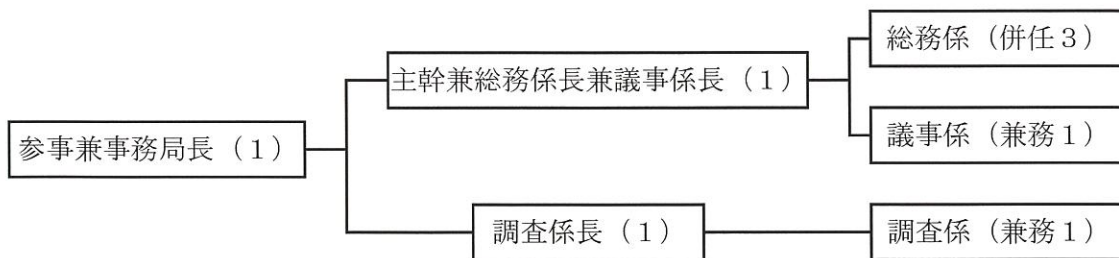 参事兼事務局長（１）
主幹兼総務係長兼議事係長（１）
総務係（併任３）
議事係（兼務１）
調査係長（１）
調査係（兼務１）